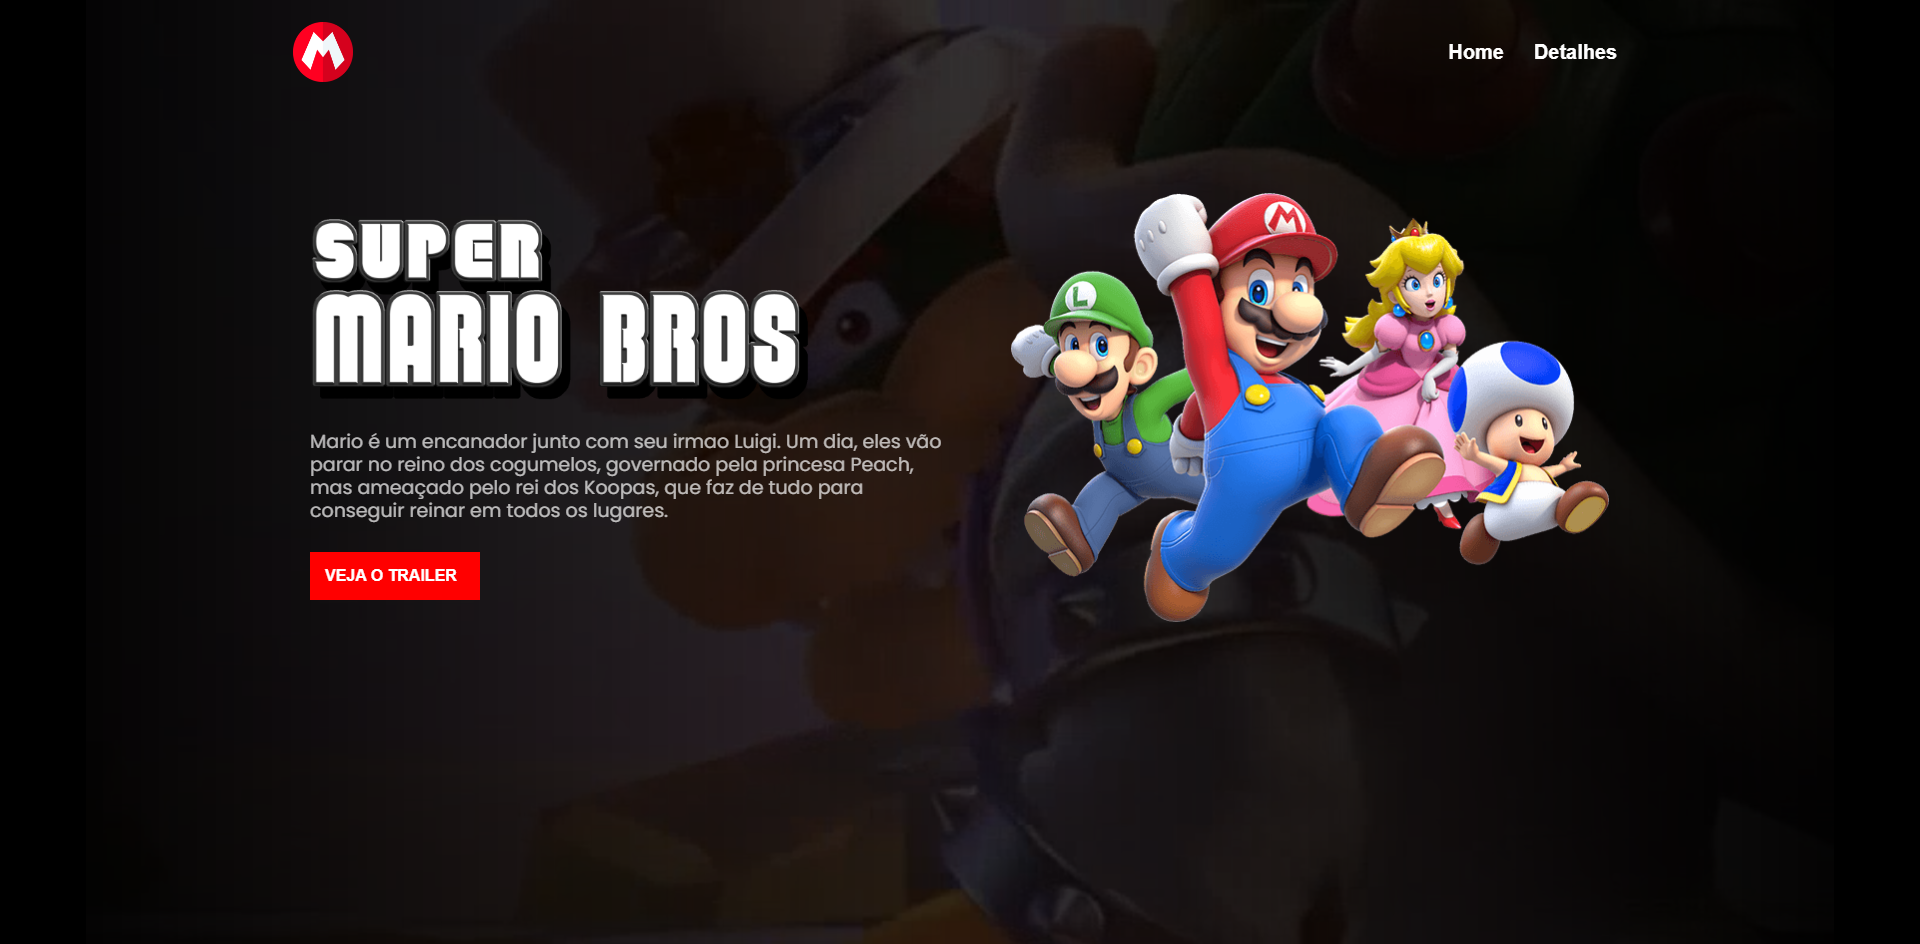 M
Home Detalhes
SUPER
MARIO BROS
M
L
Mario é um encanador junto com seu irmao Luigi. Um dia, eles vão
parar no reino dos cogumelos, governado pela princesa Peach,
mas ameaçado pelo rei dos Koopas, que faz de tudo para
conseguir reinar em todos os lugares.
VEJA O TRAILER